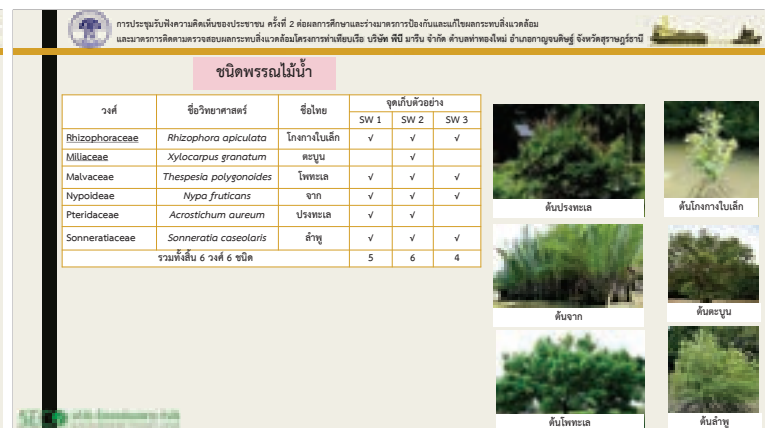 การประชุมรับฟังความคิดเห็นของประชาชน ครั้งที่ 2 ต่อผลการศึกษาและร่างมาตรการป้องกันและแก้ไขผลกระทบสิ่งแวดล้อม
และมาตรการติดตามตรวจสอบผลกระทบสิ่งแวดล้อมโครงการท่าเทียบเรือ บริษัท พีบี มารีน จำกัด ตำบลท่าทองใหม่ อำเภอกาญจนดิษฐ์ จังหวัดสุราษฎร์ธานี
ชนิดพรรณไม้น้ำ
วงศ์ ชื่อวิทยาศาสตร์ ชื่อไทย จุดเก็บตัวอย่าง
SW 1 SW 2 SW 3
Rhizophoraceae Rhizophora apiculata โกงกางใบเล็ก √ √ √
Miliaceae Xylocarpus granatum ตะบูน √
Malvaceae Thespesia polygonoides โพทะเล √ √ √
Nypoideae Nypa fruticans จาก √ √ √
Pteridaceae Acrostichum aureum ปรงทะเล √ √
Sonneratiaceae Sonneratia caseolaris ลำพู √ √ √
รวมทั้งสิ้น 6 วงศ์ 6 ชนิด 5 6 4
ต้นปรงทะเล ต้นโกงกางใบเล็ก
ต้นจาก ต้นตะบูน
ต้นโพทะเล ต้นลำพู